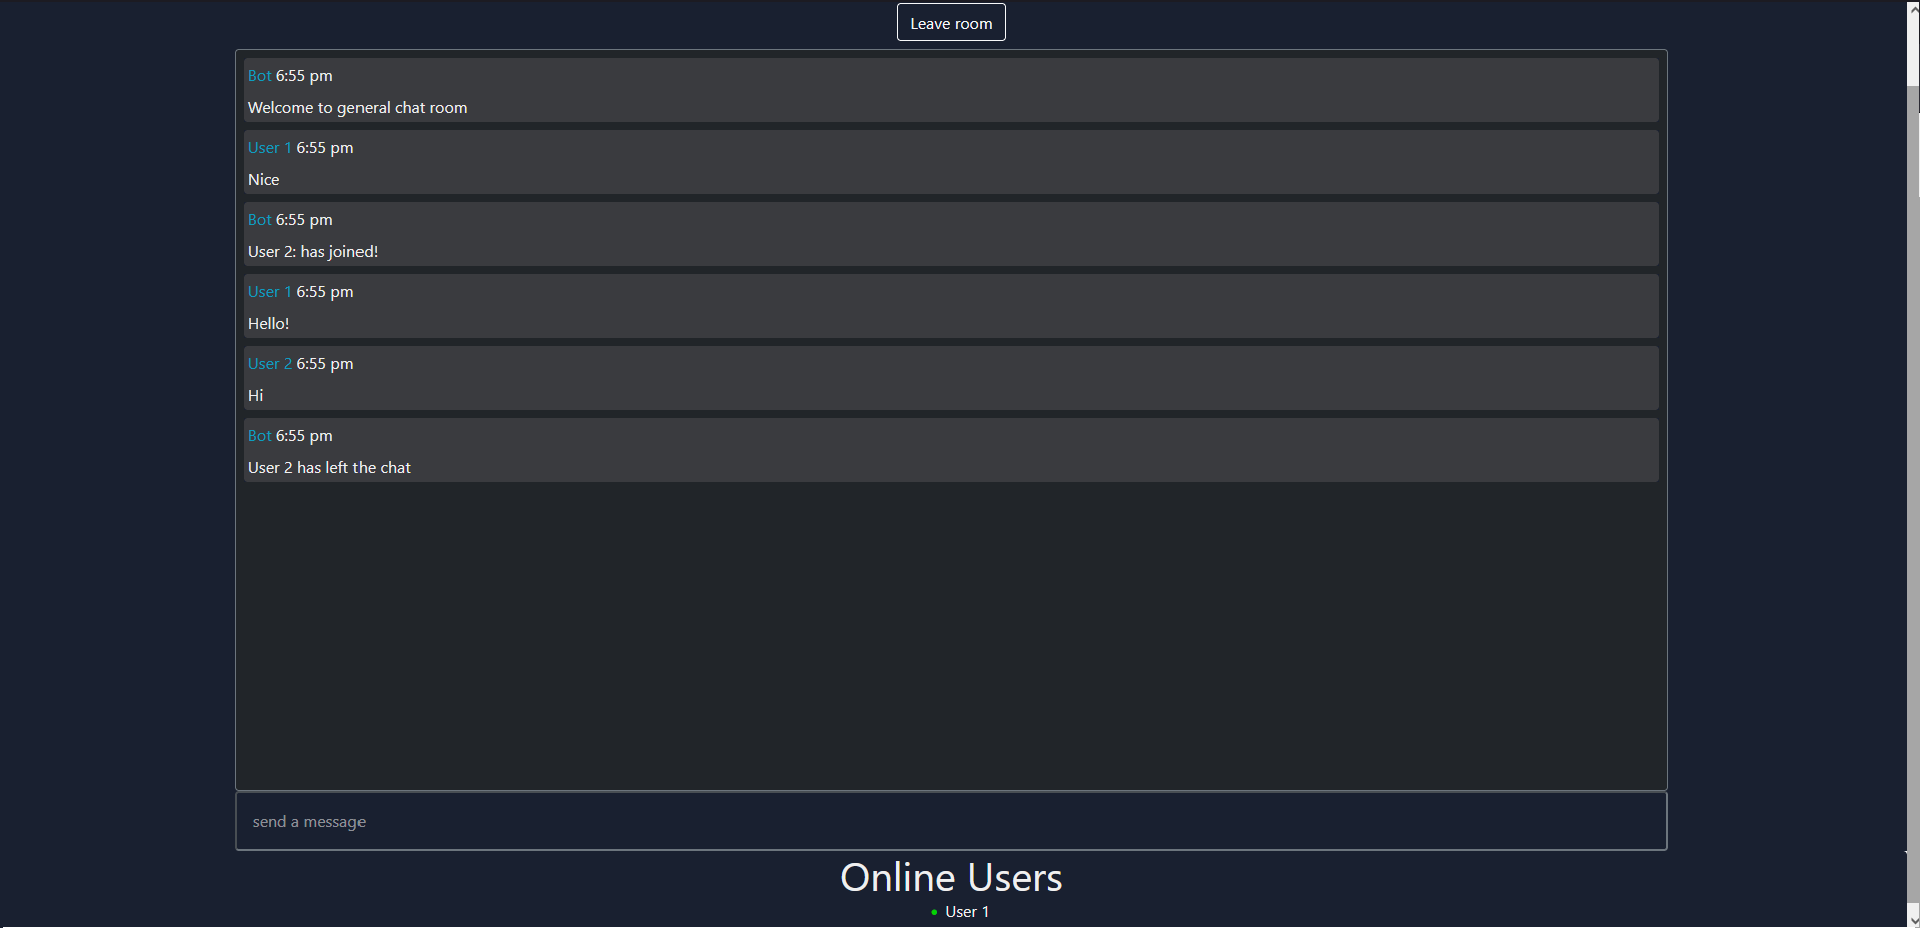 Leave room
Bot 6:55 pm
Welcome to general chat room
User 1 6:55 pm
Nice
Bot 6:55 pm
User 2: has joined!
User 1 6:55 pm
Hello!
User 2 6:55 pm
Hi
Bot 6:55 pm
User 2 has left the chat
send a message
Online Users
User 1